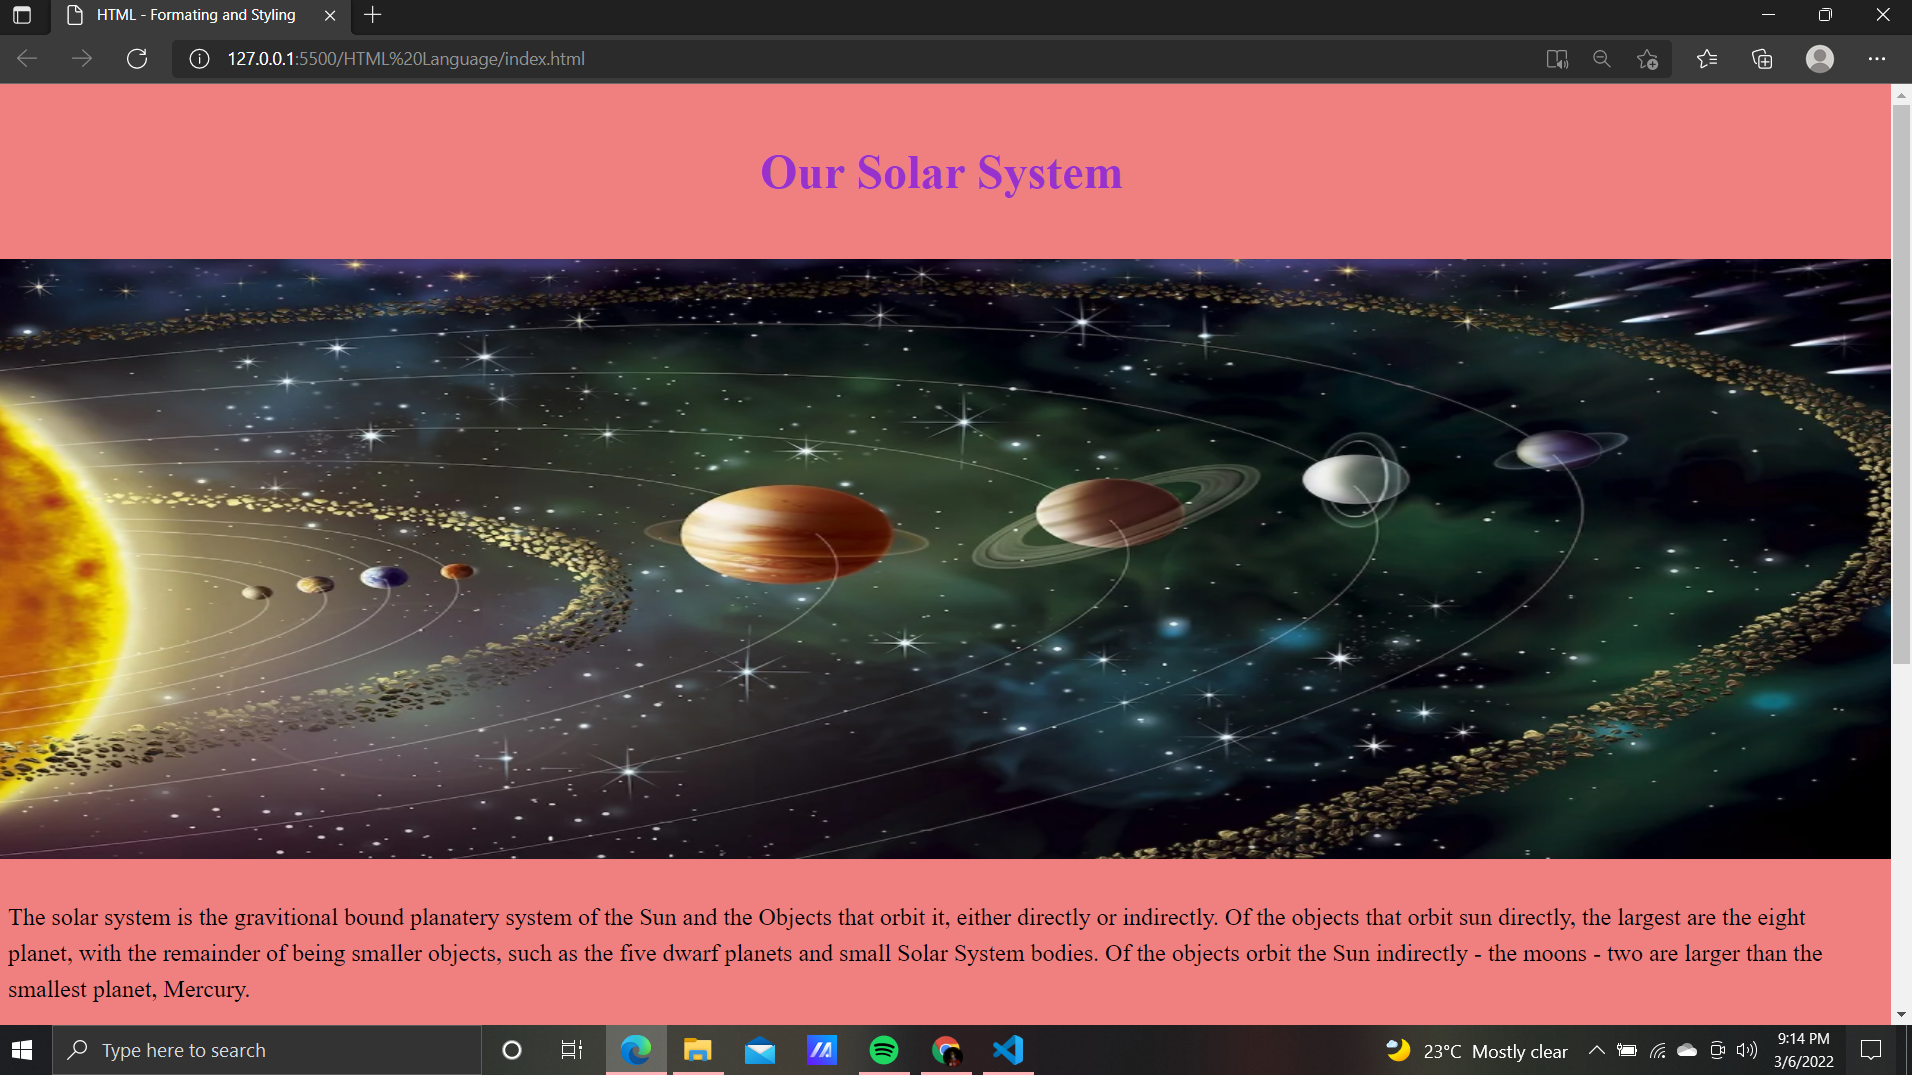 HTML - Formating and Styling
127.0.0.1:5500/HTML%20Language/index.html
Our Solar System
The solar system is the gravitional bound planatery system of the Sun and the Objects that orbit it, either directly or indirectly. Of the objects that orbit sun directly, the largest are the eight
planet, with the remainder of being smaller objects, such as the five dwarf planets and small Solar System bodies. Of the objects orbit the Sun indirectly - the moons - two are larger than the
smallest planet, Mercury.
Type here to search
23°C Mostly clear
9:14 PM
3/6/2022